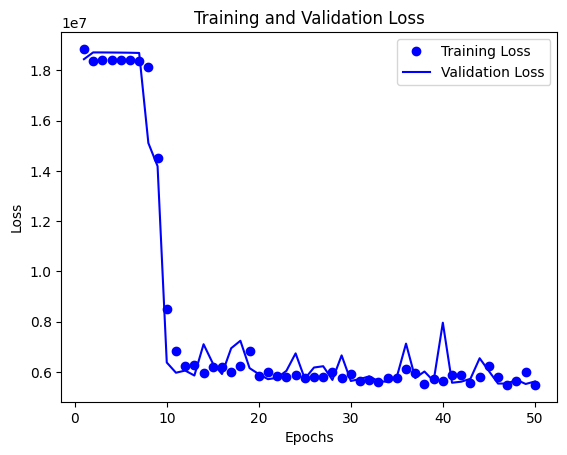 Training and Validation Loss
1e7
Training Loss
Validation Loss
1.8
1.6
1.4
1.2
1.0
0.8
0.6
Loss
0
10
20
30
40
50
Epochs